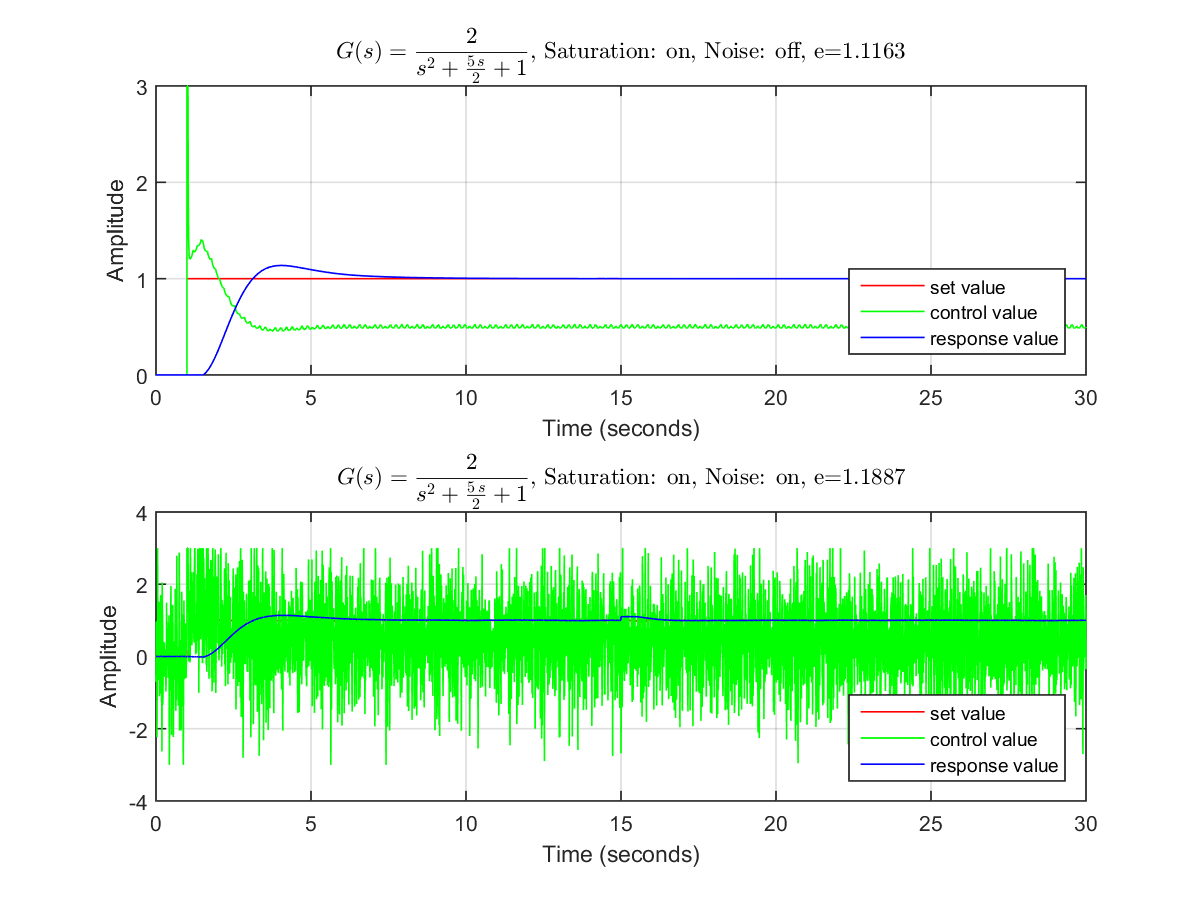 G(s) = 2 / (s² + 5s/2 + 1), Saturation: on, Noise: off, e=1.1163
3
2
1
0
Amplitude
set value
control value
response value
0 5 10 15 20 25 30
Time (seconds)
G(s) = 2 / (s² + 5s/2 + 1), Saturation: on, Noise: on, e=1.1887
4
2
0
-2
-4
Amplitude
set value
control value
response value
0 5 10 15 20 25 30
Time (seconds)